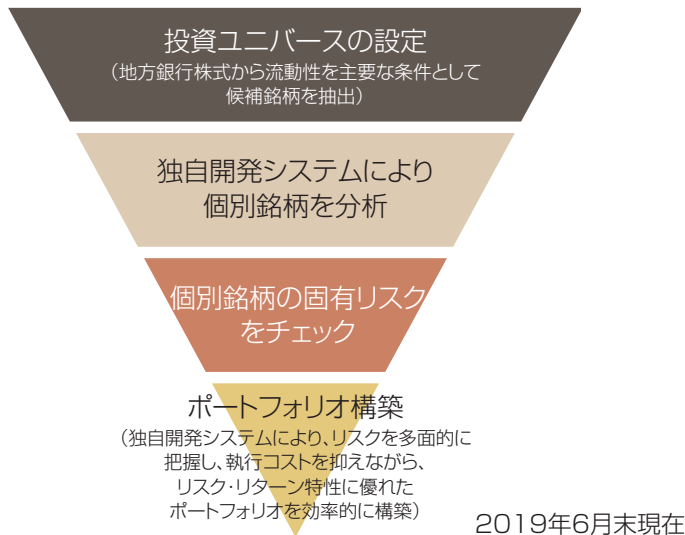 投資ユニバースの設定
（地方銀行株式から流動性を主要な条件として
候補銘柄を抽出）
独自開発システムにより
個別銘柄を分析
個別銘柄の固有リスク
をチェック
ポートフォリオ構築
（独自開発システムにより、リスクを多面的に
把握し、執行コストを抑えながら、
リスク・リターン特性に優れた
ポートフォリオを効率的に構築）
2019年6月末現在